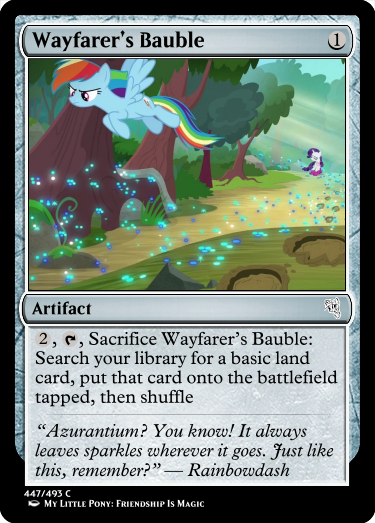 Wayfarer's Bauble 1
Artifact
2, , Sacrifice Wayfarer's Bauble:
Search your library for a basic land
card, put that card onto the battlefield
tapped, then shuffle
“Azurantium? You know! It always
leaves sparkles wherever it goes. Just like
this, remember?” — Rainbowdash
447/493 C
My Little Pony: Friendship Is Magic